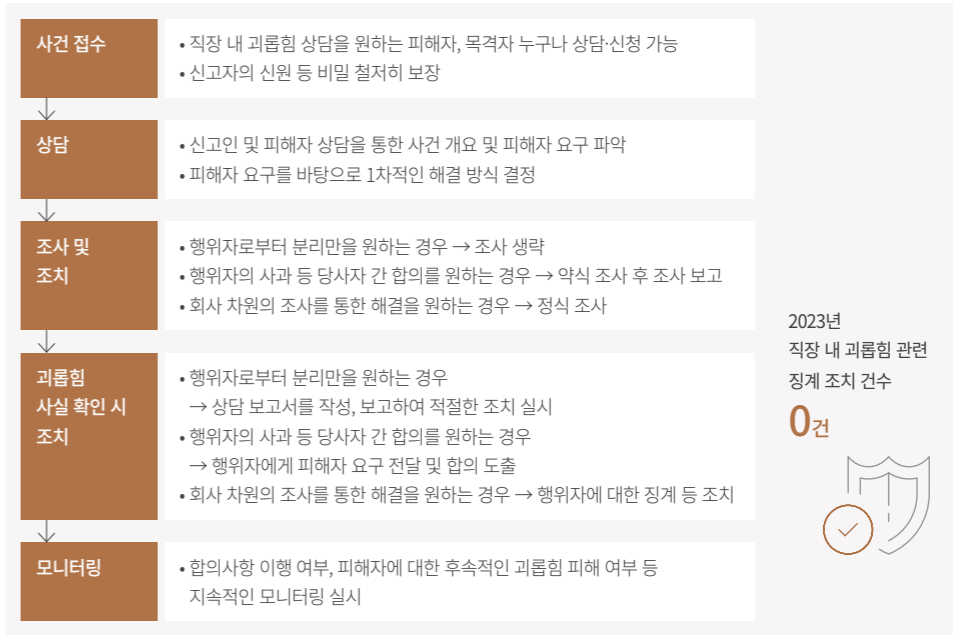 사건 접수
• 직장 내 괴롭힘 상담을 원하는 피해자, 목격자 누구나 상담·신청 가능
• 신고자의 신원 등 비밀 철저히 보장
상담
• 신고인 및 피해자 상담을 통한 사건 개요 및 피해자 요구 파악
• 피해자 요구를 바탕으로 1차적인 해결 방식 결정
조사 및
조치
• 행위자로부터 분리만을 원하는 경우 → 조사 생략
• 행위자의 사과 등 당사자 간 합의를 원하는 경우 → 약식 조사 후 조사 보고
• 회사 차원의 조사를 통한 해결을 원하는 경우 → 정식 조사
괴롭힘
사실 확인 시
조치
• 행위자로부터 분리만을 원하는 경우
→ 상담 보고서를 작성, 보고하여 적절한 조치 실시
• 행위자의 사과 등 당사자 간 합의를 원하는 경우
→ 행위자에게 피해자 요구 전달 및 합의 도출
• 회사 차원의 조사를 통한 해결을 원하는 경우 → 행위자에 대한 징계 등 조치
모니터링
• 합의사항 이행 여부, 피해자에 대한 후속적인 괴롭힘 피해 여부 등
지속적인 모니터링 실시
2023년
직장 내 괴롭힘 관련
징계 조치 건수
0건